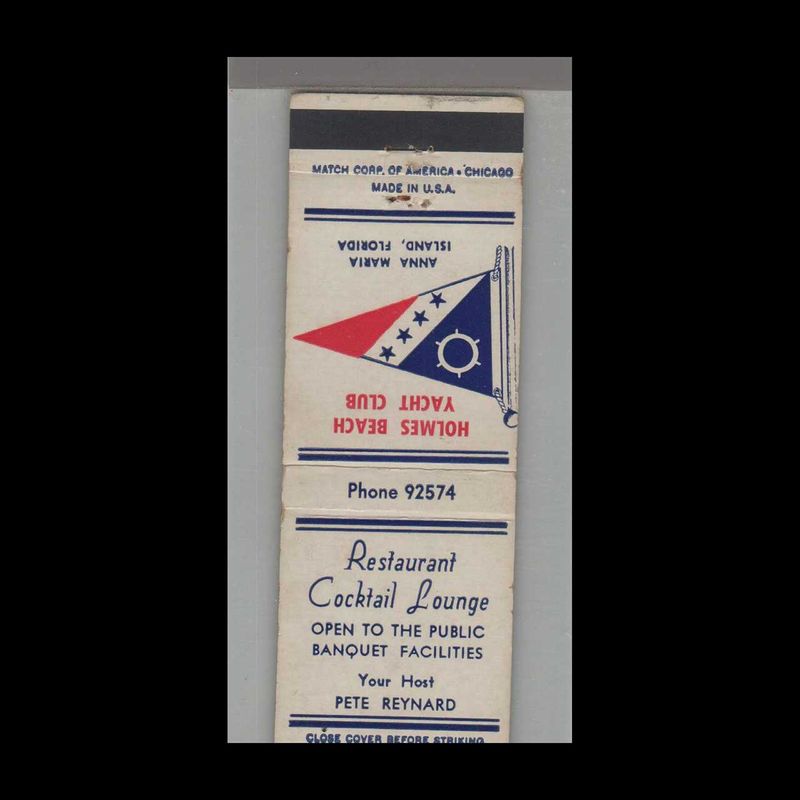 MATCH CORP. OF AMERICA • CHICAGO
MADE IN U.S.A.
HOLMES BEACH
YACHT CLUB
ANNA MARIA
ISLAND, FLORIDA
Phone 92574
Restaurant
Cocktail Lounge
OPEN TO THE PUBLIC
BANQUET FACILITIES
Your Host
PETE REYNARD
CLOSE COVER BEFORE STRIKING